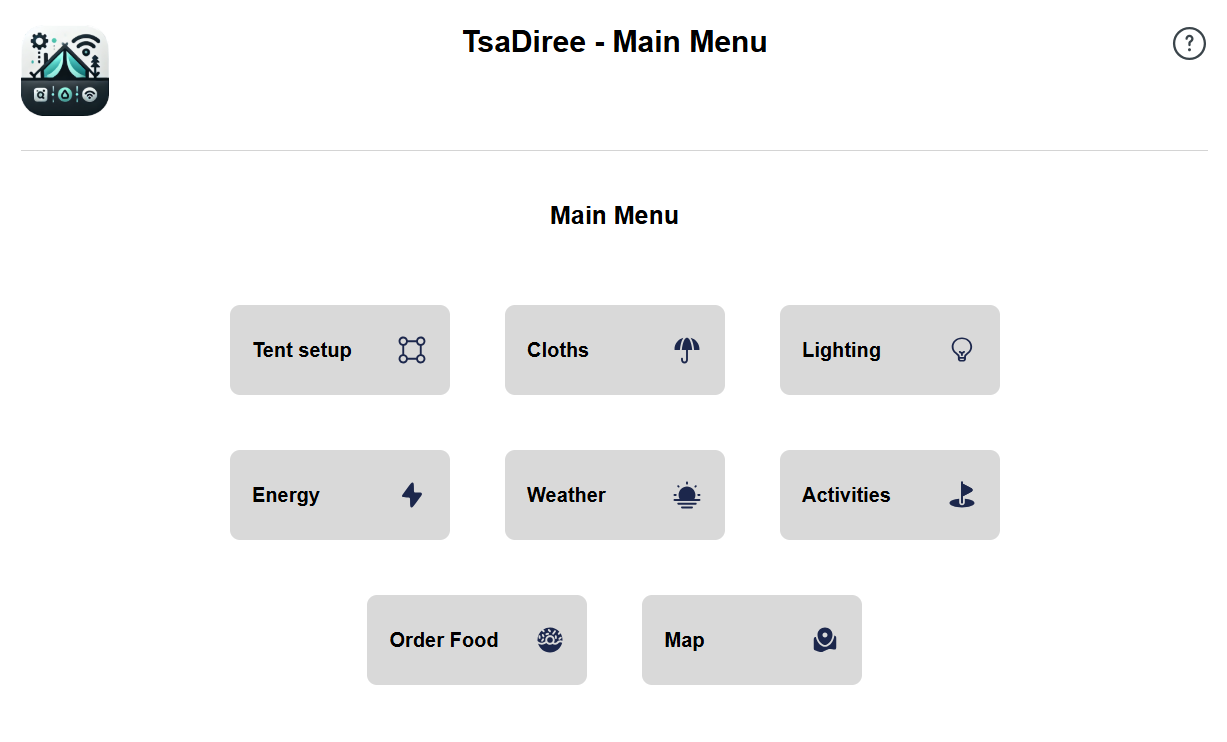 TsaDiree - Main Menu
?
Main Menu
Tent setup
Cloths
Lighting
Energy
Weather
Activities
Order Food
Map